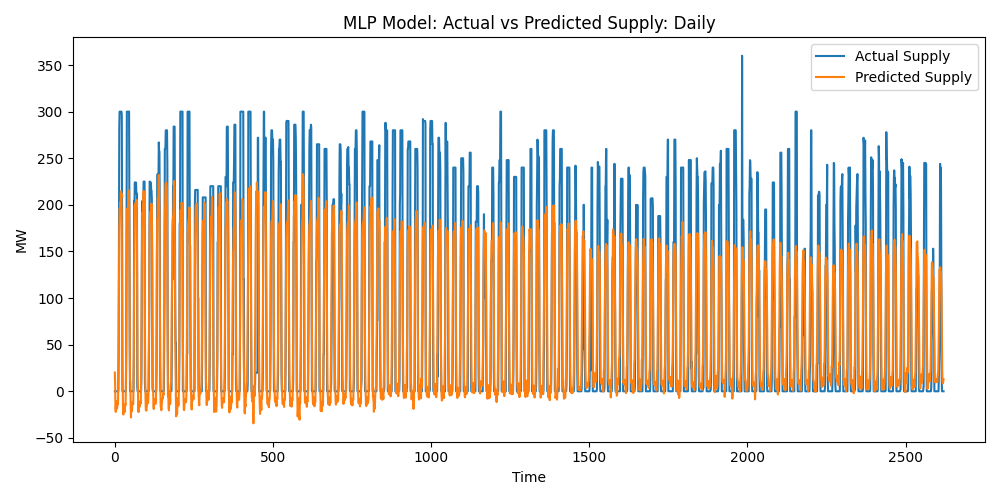 MLP Model: Actual vs Predicted Supply: Daily
Actual Supply
Predicted Supply
350
300
250
200
150
100
50
0
−50
MW
0 500 1000 1500 2000 2500
Time